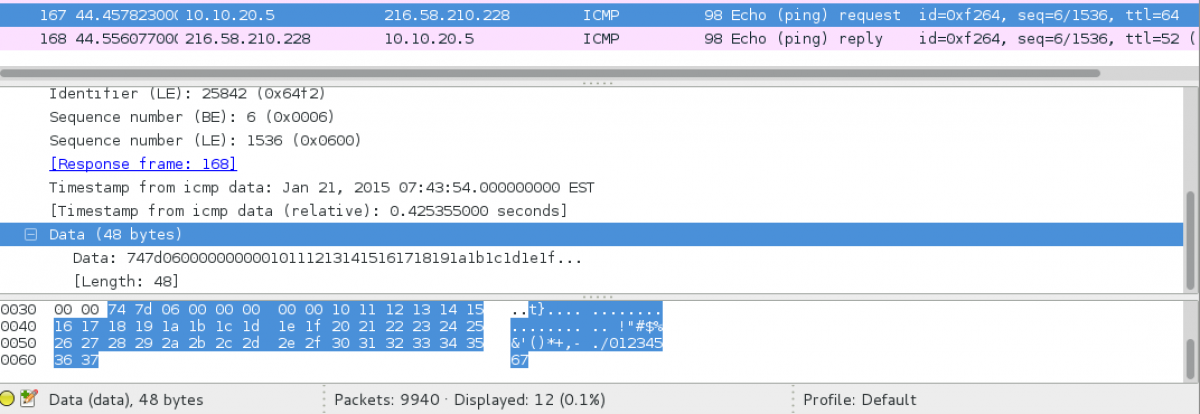 167 44.457823000 10.10.20.5 216.58.210.228 ICMP 98 Echo (ping) request id=0xf264, seq=6/1536, ttl=64
168 44.556077000 216.58.210.228 10.10.20.5 ICMP 98 Echo (ping) reply id=0xf264, seq=6/1536, ttl=52 (
Identifier (LE): 25842 (0x64f2)
Sequence number (BE): 6 (0x0006)
Sequence number (LE): 1536 (0x0600)
[Response frame: 168]
Timestamp from icmp data: Jan 21, 2015 07:43:54.000000000 EST
[Timestamp from icmp data (relative): 0.425355000 seconds]
Data (48 bytes)
Data: 747d060000000000101112131415161718191a1b1c1d1e1f...
[Length: 48]
0030 00 00 74 7d 06 00 00 00 00 00 10 11 12 13 14 15 ..t}.... ........
0040 16 17 18 19 1a 1b 1c 1d 1e 1f 20 21 22 23 24 25 ........ .. !"#$%
0050 26 27 28 29 2a 2b 2c 2d 2e 2f 30 31 32 33 34 35 &'()*+,- ./012345
0060 36 37 67
Data (data), 48 bytes Packets: 9940 · Displayed: 12 (0.1%) Profile: Default